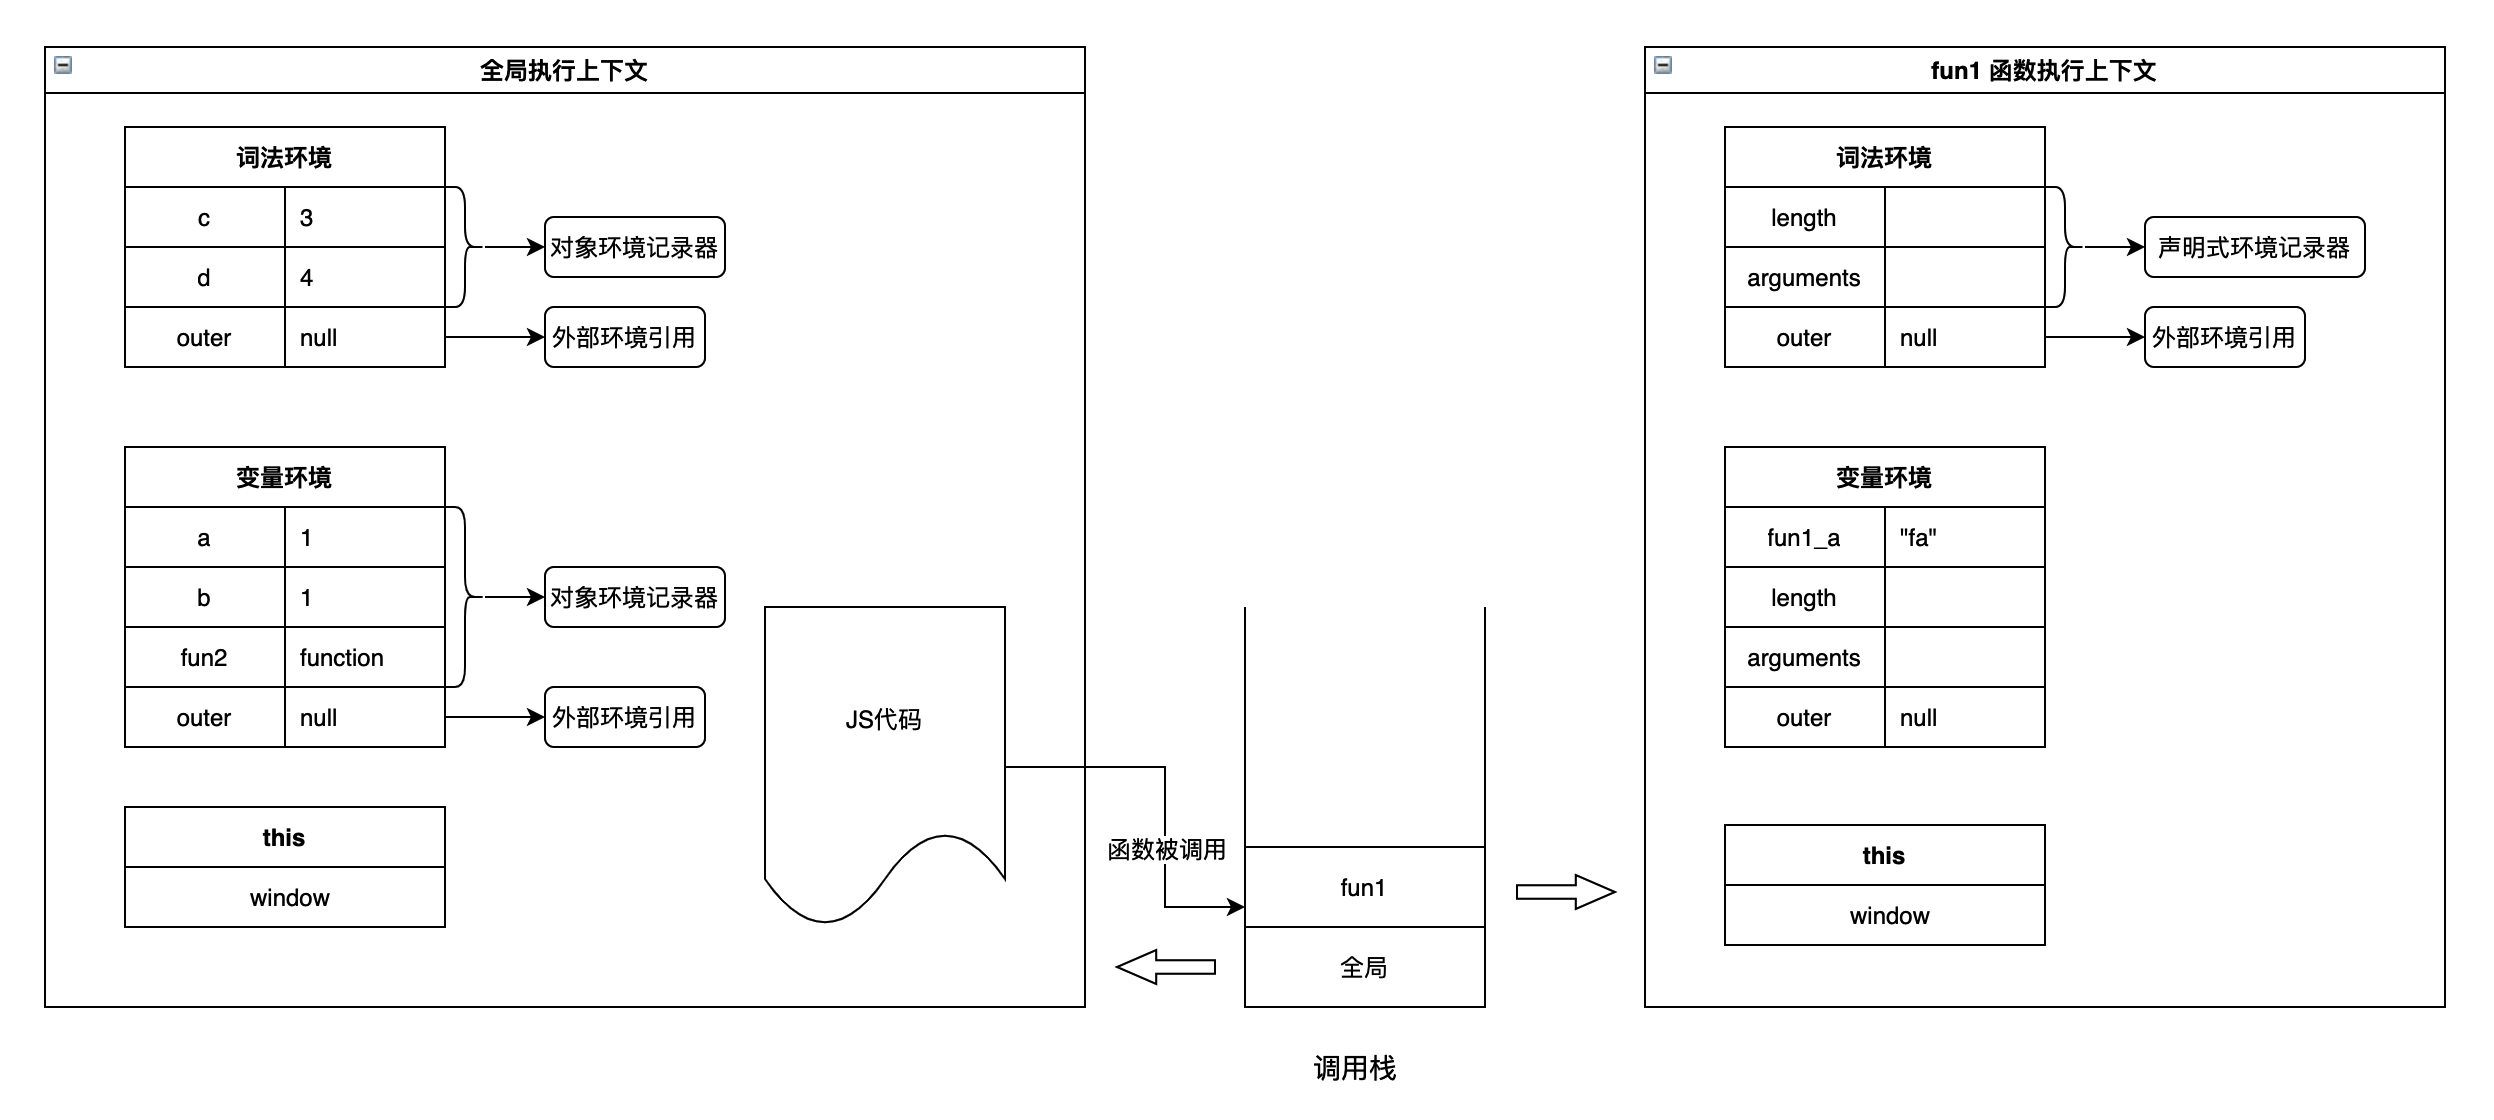 全局执行上下文
词法环境
c 3
d 4
outer null
对象环境记录器
外部环境引用
变量环境
a 1
b 1
fun2 function
outer null
对象环境记录器
外部环境引用
this
window
JS代码
函数被调用
fun1
全局
调用栈
fun1 函数执行上下文
词法环境
length
arguments
outer null
声明式环境记录器
外部环境引用
变量环境
fun1_a "fa"
length
arguments
outer null
this
window